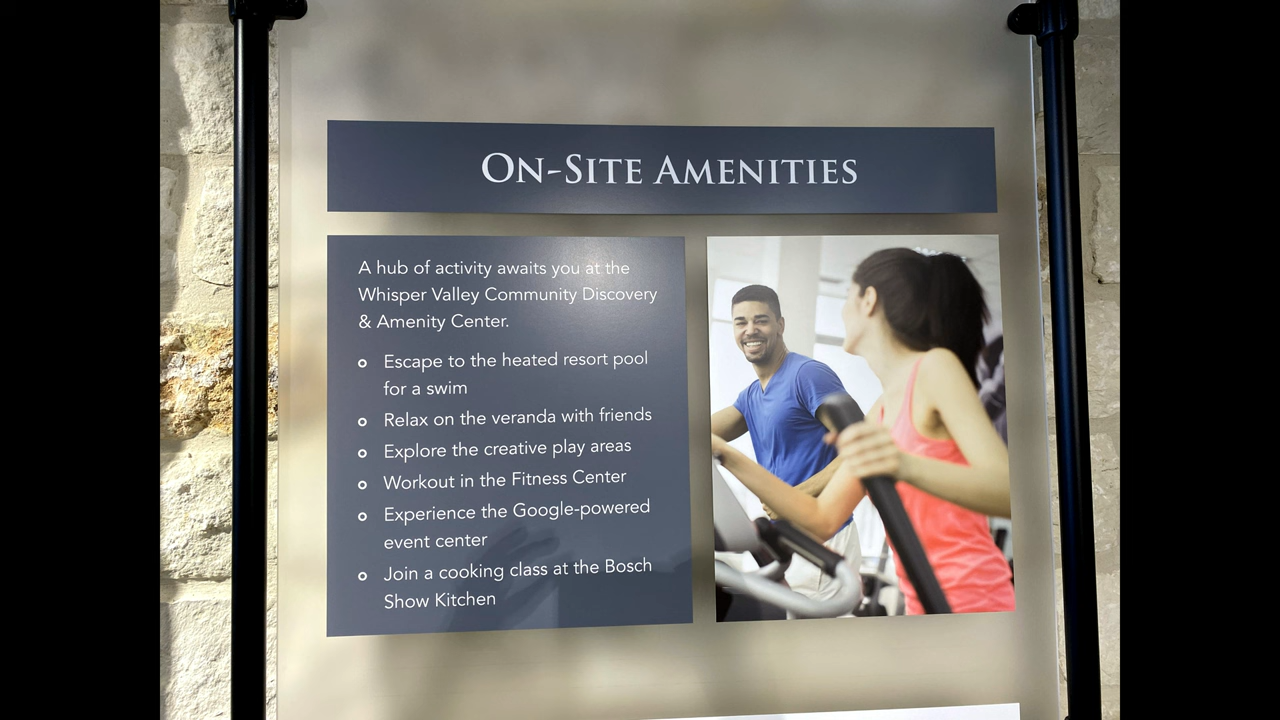 ON-SITE AMENITIES
A hub of activity awaits you at the
Whisper Valley Community Discovery
& Amenity Center.
Escape to the heated resort pool
for a swim
Relax on the veranda with friends
Explore the creative play areas
Workout in the Fitness Center
Experience the Google-powered
event center
Join a cooking class at the Bosch
Show Kitchen